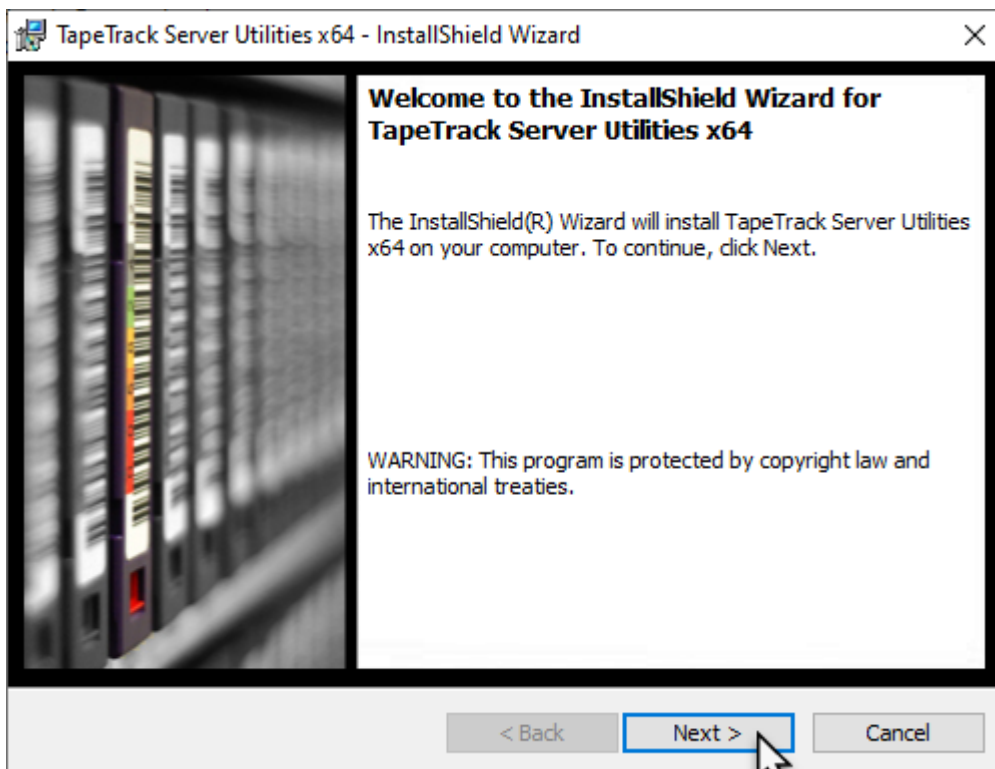 TapeTrack Server Utilities x64 - InstallShield Wizard
Welcome to the InstallShield Wizard for
TapeTrack Server Utilities x64
The InstallShield(R) Wizard will install TapeTrack Server Utilities
x64 on your computer. To continue, click Next.
WARNING: This program is protected by copyright law and
international treaties.
< Back
Next >
Cancel